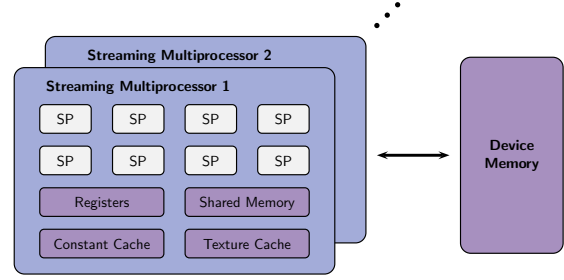 Streaming Multiprocessor 2
Streaming Multiprocessor 1
SP SP SP SP
SP SP SP SP
Registers Shared Memory
Constant Cache Texture Cache
Device
Memory